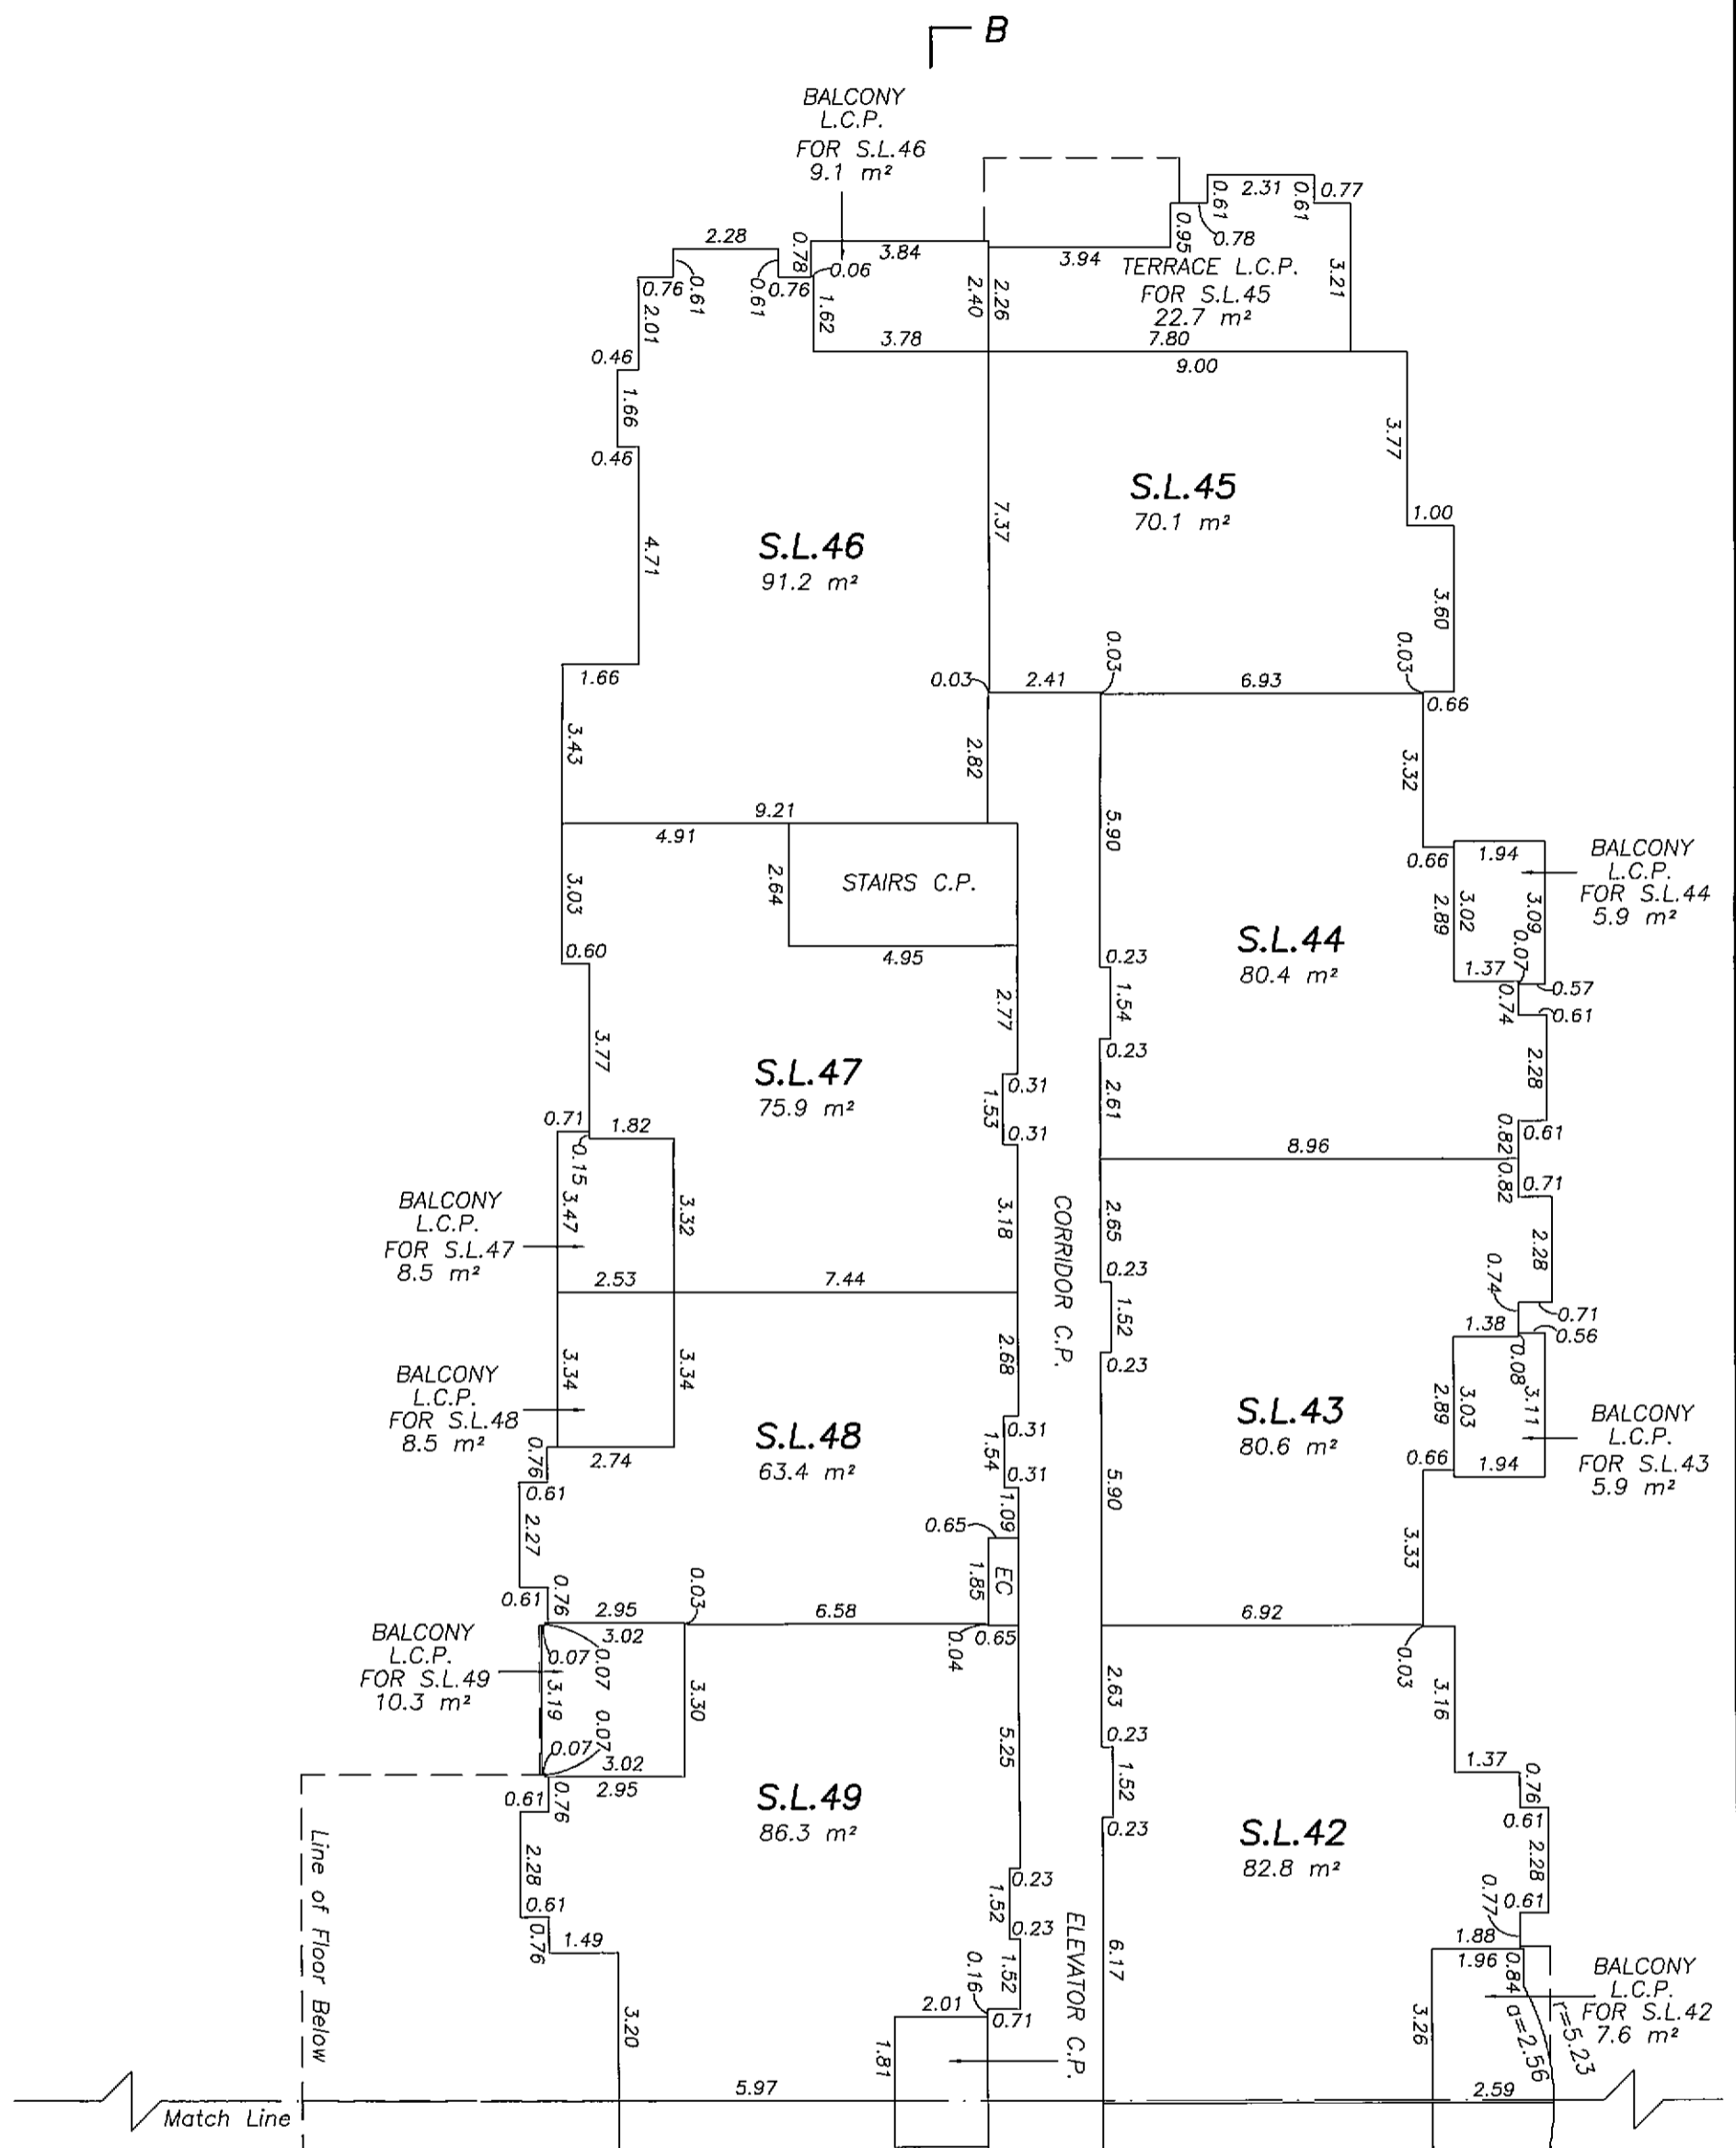 B
BALCONY
L.C.P.
FOR S.L.46
9.1 m²
2.31
0.61
0.61
0.77
0.78
0.95
3.94
TERRACE L.C.P.
FOR S.L.45
22.7 m²
3.21
2.28
0.78
3.84
0.06
0.76
0.61
0.61
0.76
1.62
2.40
2.26
2.01
3.78
7.80
9.00
0.46
1.66
0.46
3.77
S.L.45
70.1 m²
1.00
7.37
S.L.46
91.2 m²
4.71
3.60
0.03
0.03
1.66
0.03
2.41
6.93
0.66
3.43
2.82
3.32
9.21
4.91
5.90
2.64
STAIRS C.P.
3.03
0.60
4.95
0.66
1.94
BALCONY
L.C.P.
FOR S.L.44
5.9 m²
2.89
3.02
3.09
0.07
1.37
0.57
0.74
0.61
S.L.44
80.4 m²
0.23
1.54
0.23
2.28
2.77
3.77
S.L.47
75.9 m²
0.31
1.53
0.31
2.61
0.82
0.61
0.71
1.82
0.15
8.96
0.82
0.71
BALCONY
L.C.P.
FOR S.L.47
8.5 m²
3.47
3.32
3.18
CORRIDOR C.P.
2.65
2.28
2.53
7.44
0.23
1.52
0.23
0.74
0.71
1.38
0.56
0.08
BALCONY
L.C.P.
FOR S.L.48
8.5 m²
3.34
3.34
2.68
S.L.43
80.6 m²
2.89
3.03
3.11
BALCONY
L.C.P.
FOR S.L.43
5.9 m²
0.66
1.94
S.L.48
63.4 m²
0.31
1.54
0.31
0.76
2.74
0.61
2.27
1.09
5.90
0.65
EC
1.85
3.33
0.61
0.76
2.95
3.02
0.03
6.58
0.04
0.65
6.92
0.03
BALCONY
L.C.P.
FOR S.L.49
10.3 m²
0.07
0.07
3.19
3.30
0.07
0.07
3.02
2.95
5.25
2.63
0.23
1.52
0.23
3.16
1.37
0.76
0.61
0.61
0.76
S.L.49
86.3 m²
S.L.42
82.8 m²
2.28
2.28
0.61
0.76
1.49
0.23
1.52
0.23
1.52
0.77
0.61
1.88
1.96
0.84
Line of Floor Below
3.20
0.16
2.01
0.71
1.81
ELEVATOR C.P.
6.17
3.26
BALCONY
L.C.P.
FOR S.L.42
7.6 m²
a=2.56
r=5.23
5.97
2.59
Match Line